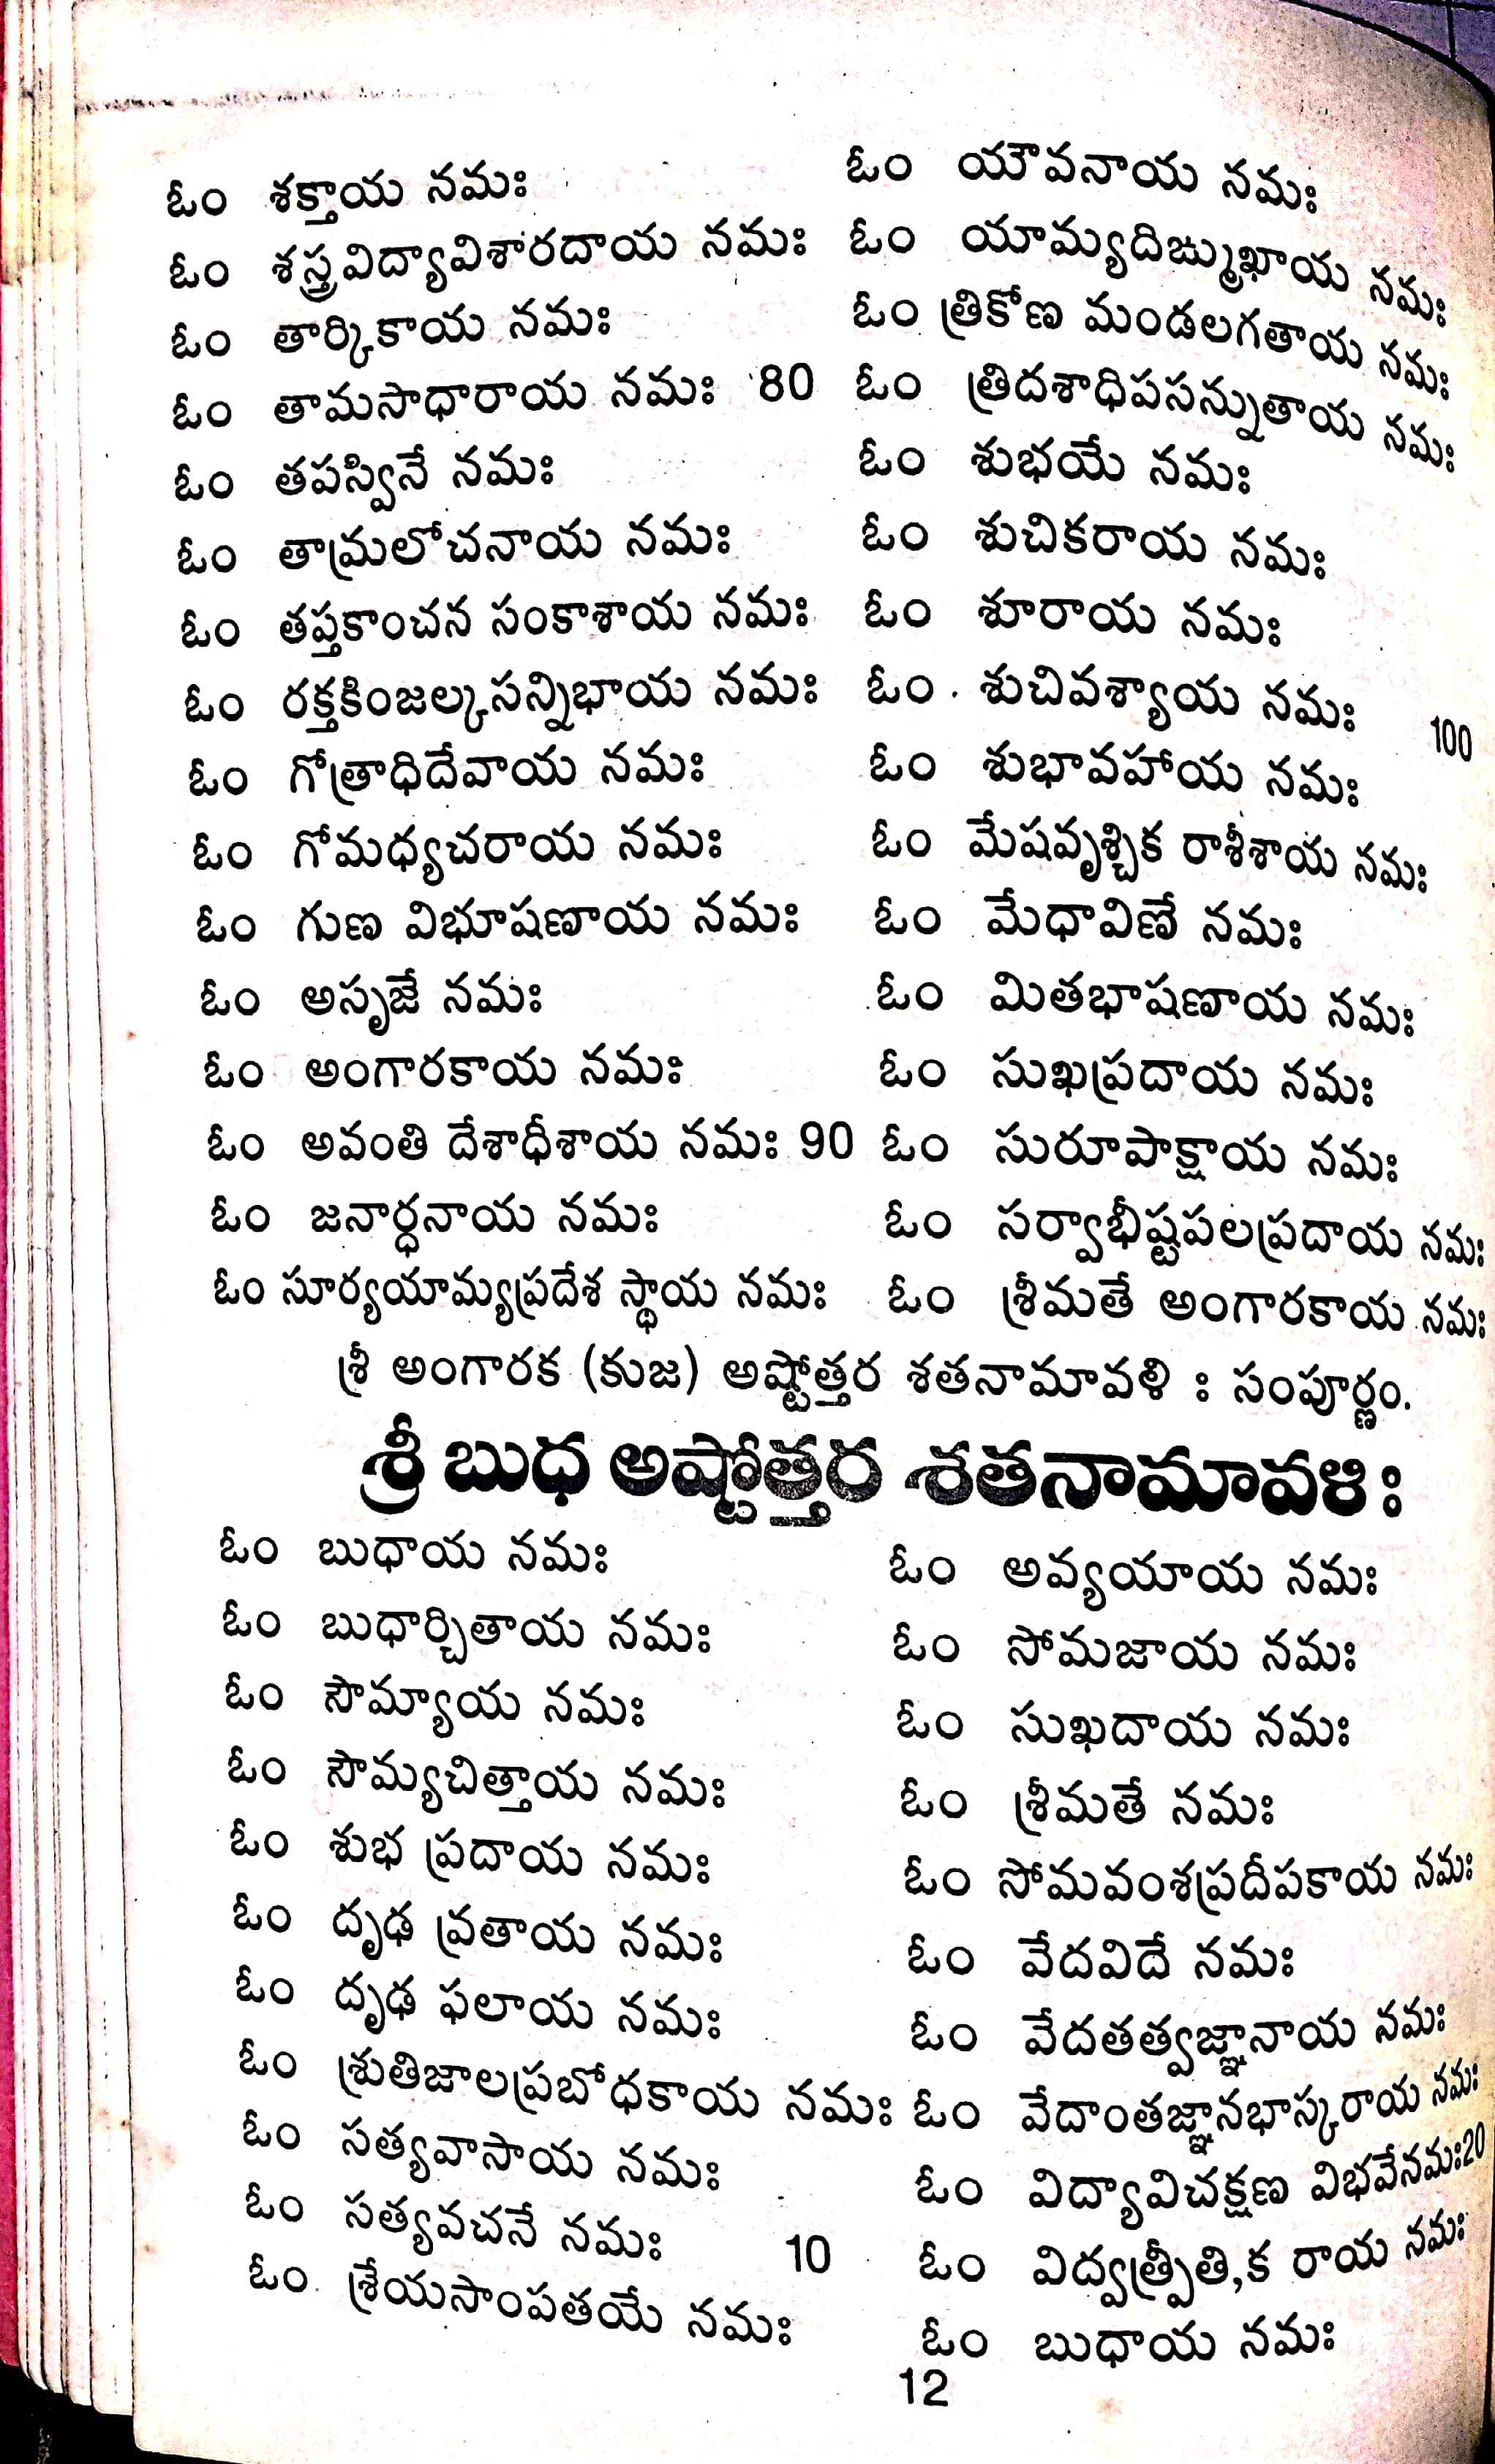 ఓం శక్తాయ నమః
ఓం శస్త్రవిద్యావిశారదాయ నమః
ఓం తార్కికాయ నమః
ఓం తామసాధారాయ నమః 80
ఓం తపస్వినే నమః
ఓం తామ్రలోచనాయ నమః
ఓం తప్తకాంచన సంకాశాయ నమః
ఓం రక్తకింజల్కసన్నిభాయ నమః
ఓం గోత్రాధిదేవాయ నమః
ఓం గోమధ్యచరాయ నమః
ఓం గుణ విభూషణాయ నమః
ఓం అసృజే నమః
ఓం అంగారకాయ నమః
ఓం అవంతి దేశాధీశాయ నమః 90
ఓం జనార్ధనాయ నమః
ఓం సూర్యయామ్యప్రదేశ స్థాయ నమః
ఓం యౌవనాయ నమః
ఓం యామ్యదిఙ్ముఖాయ నమః
ఓం త్రికోణ మండలగతాయ నమః
ఓం త్రిదశాధిపసన్నుతాయ నమః
ఓం శుభయే నమః
ఓం శుచికరాయ నమః
ఓం శూరాయ నమః
ఓం శుచివశ్యాయ నమః 100
ఓం శుభావహాయ నమః
ఓం మేషవృశ్చిక రాశీశాయ నమః
ఓం మేధావిణే నమః
ఓం మితభాషణాయ నమః
ఓం సుఖప్రదాయ నమః
ఓం సురూపాక్షాయ నమః
ఓం సర్వాభీష్టపలప్రదాయ నమః
ఓం శ్రీమతే అంగారకాయ నమః
శ్రీ అంగారక (కుజ) అష్టోత్తర శతనామావళి : సంపూర్ణం.
శ్రీ బుధ అష్టోత్తర శతనామావళిః
ఓం బుధాయ నమః
ఓం బుధార్చితాయ నమః
ఓం సౌమ్యాయ నమః
ఓం సౌమ్యచిత్తాయ నమః
ఓం శుభ ప్రదాయ నమః
ఓం దృఢ వ్రతాయ నమః
ఓం దృఢ ఫలాయ నమః
ఓం శ్రుతిజాలప్రబోధకాయ నమః
ఓం సత్యవాసాయ నమః
ఓం సత్యవచనే నమః 10
ఓం శ్రేయసాంపతయే నమః
ఓం అవ్యయాయ నమః
ఓం సోమజాయ నమః
ఓం సుఖదాయ నమః
ఓం శ్రీమతే నమః
ఓం సోమవంశప్రదీపకాయ నమః
ఓం వేదవిదే నమః
ఓం వేదతత్వజ్ఞానాయ నమః
ఓం వేదాంతజ్ఞానభాస్కరాయ నమః
ఓం విద్యావిచక్షణ విభవేనమః20
ఓం విద్వత్ప్రీతి,క రాయ నమః
ఓం బుధాయ నమః
12